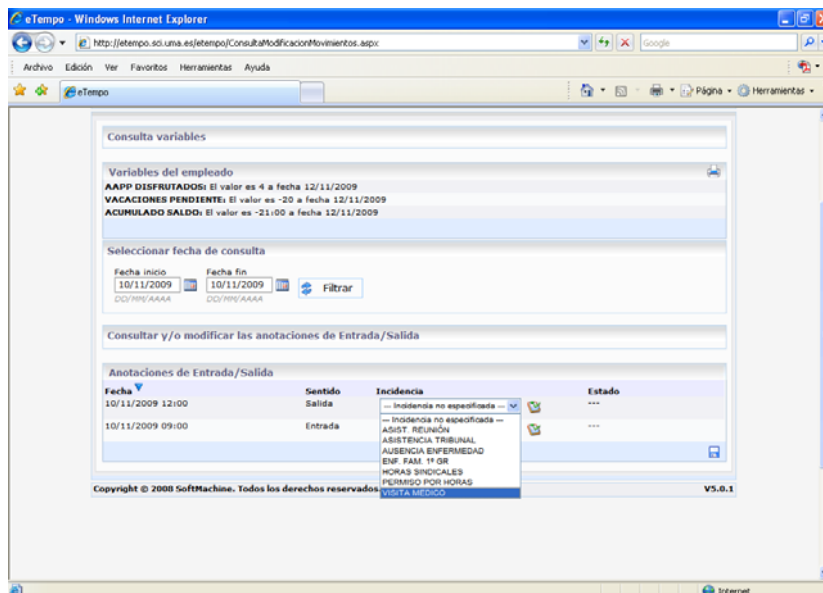 eTempo - Windows Internet Explorer
http://etempo.sci.uma.es/etempo/ConsultaModificacionMovimientos.aspx
Google
Archivo Edición Ver Favoritos Herramientas Ayuda
eTempo
Página
Herramientas
Consulta variables
Variables del empleado
AAPP DISFRUTADOS: El valor es 4 a fecha 12/11/2009
VACACIONES PENDIENTE: El valor es -20 a fecha 12/11/2009
ACUMULADO SALDO: El valor es -21:00 a fecha 12/11/2009
Seleccionar fecha de consulta
Fecha inicio Fecha fin
10/11/2009 10/11/2009 Filtrar
DD/MM/AAAA DD/MM/AAAA
Consultar y/o modificar las anotaciones de Entrada/Salida
Anotaciones de Entrada/Salida
Fecha Sentido Incidencia Estado
10/11/2009 12:00 Salida --- Incidencia no especificada --- ---
10/11/2009 09:00 Entrada ---
--- Incidencia no especificada ---
ASIST. REUNIÓN
ASISTENCIA TRIBUNAL
AUSENCIA ENFERMEDAD
ENF. FAM. 1º GR
HORAS SINDICALES
PERMISO POR HORAS
VISITA MEDICO
Copyright © 2008 SoftMachine. Todos los derechos reservados V5.0.1
Internet